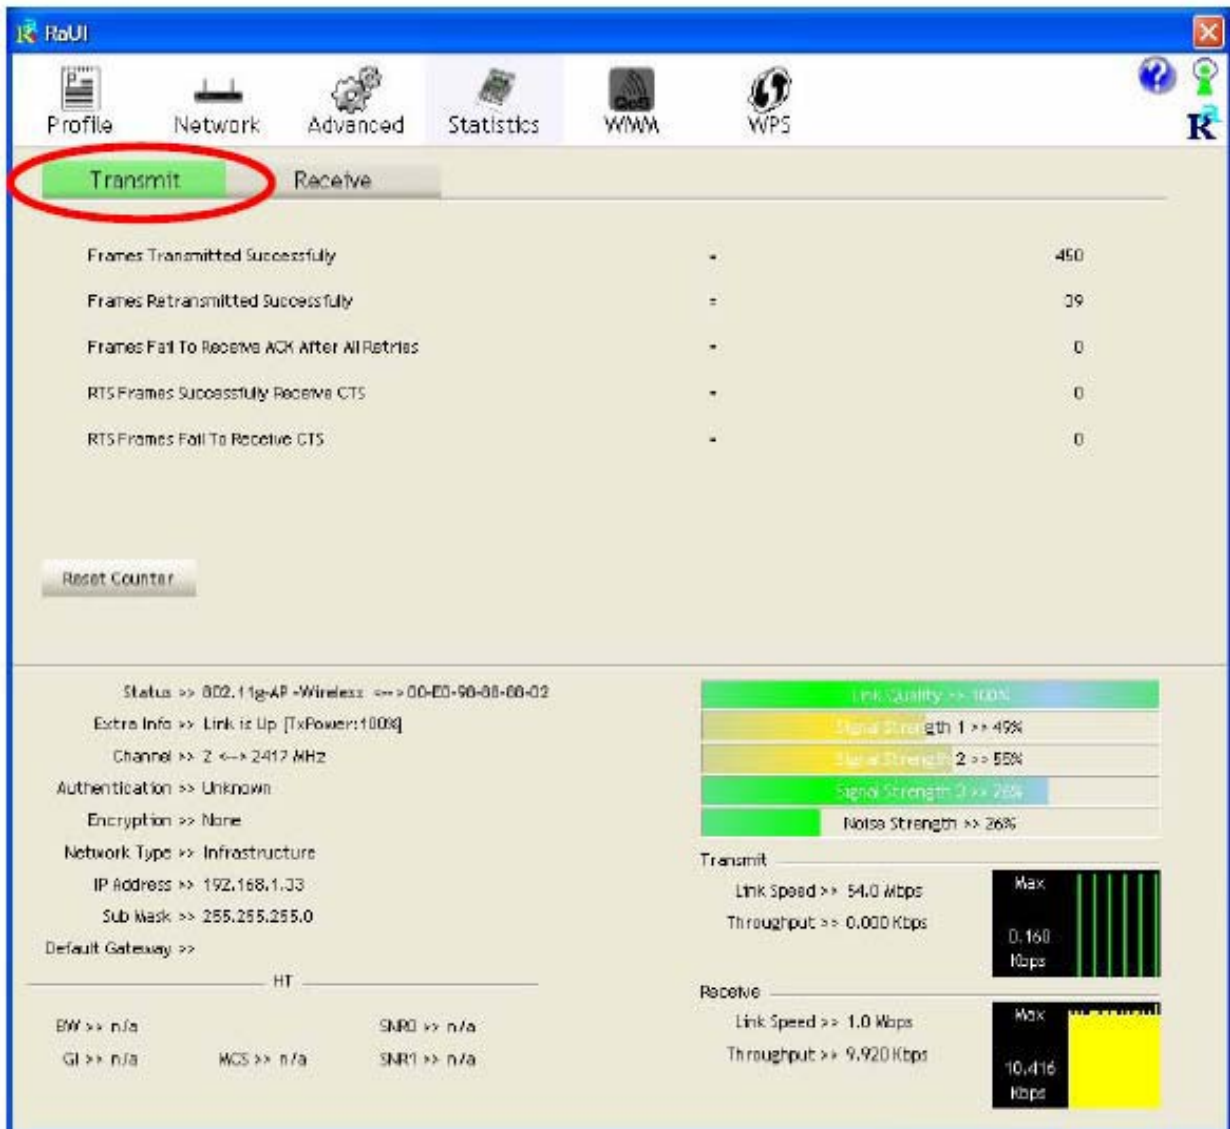 RaUI
Profile Network Advanced Statistics QoS WMM WPS
Transmit Receive
Frames Transmitted Successfully = 450
Frames Retransmitted Successfully = 39
Frames Fail To Receive ACK After All Retries = 0
RTS Frames Successfully Receive CTS = 0
RTS Frames Fail To Receive CTS = 0
Reset Counter
Status >> 802.11g-AP -Wireless <--> 00-E0-98-88-88-02
Extra Info >> Link is Up [TxPower:100%]
Channel >> 2 <--> 2417 MHz
Authentication >> Unknown
Encryption >> None
Network Type >> Infrastructure
IP Address >> 192.168.1.33
Sub Mask >> 255.255.255.0
Default Gateway >>
HT
BW >> n/a SNR0 >> n/a
GI >> n/a MCS >> n/a SNR1 >> n/a
Link Quality >> 100%
Signal Strength 1 >> 49%
Signal Strength 2 >> 55%
Signal Strength 3 >> 26%
Noise Strength >> 26%
Transmit
Link Speed >> 54.0 Mbps
Throughput >> 0.000 Kbps
Max
0.160
Kbps
Receive
Link Speed >> 1.0 Mbps
Throughput >> 9.920 Kbps
Max
10.416
Kbps